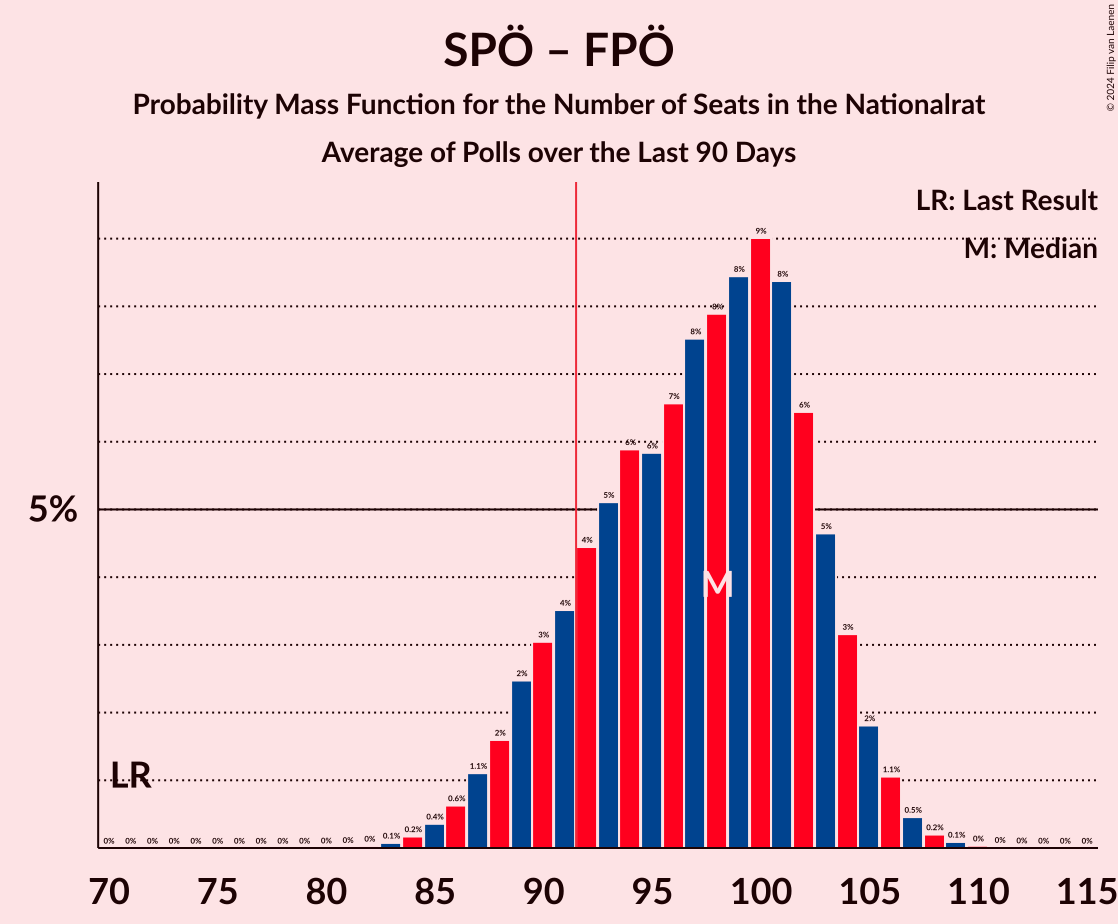 SPÖ – FPÖ
Probability Mass Function for the Number of Seats in the Nationalrat
Average of Polls over the Last 90 Days
© 2024 Filip van Laenen
LR: Last Result
M: Median
5%
LR
M
0% 0% 0% 0% 0% 0% 0% 0% 0% 0% 0% 0% 0% 0.1% 0.2% 0.4% 0.6% 1.1% 2% 2% 3% 4% 4% 5% 6% 6% 7% 8% 8% 8% 9% 8% 6% 5% 3% 2% 1.1% 0.5% 0.2% 0.1% 0% 0% 0% 0% 0% 0%
70 75 80 85 90 95 100 105 110 115